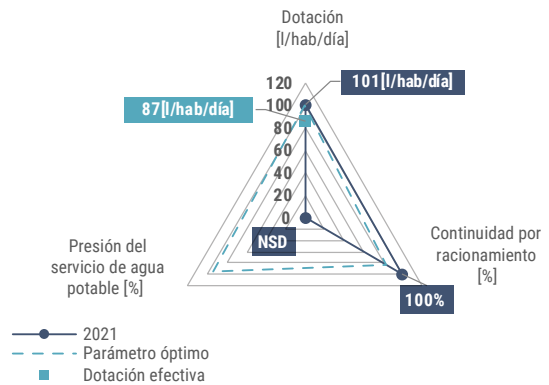 Dotación
[l/hab/día]
120
101[l/hab/día]
100
87[l/hab/día]
80
60
40
20
0
NSD
Continuidad por
racionamiento
[%]
Presión del
servicio de agua
potable [%]
100%
2021
Parámetro óptimo
Dotación efectiva